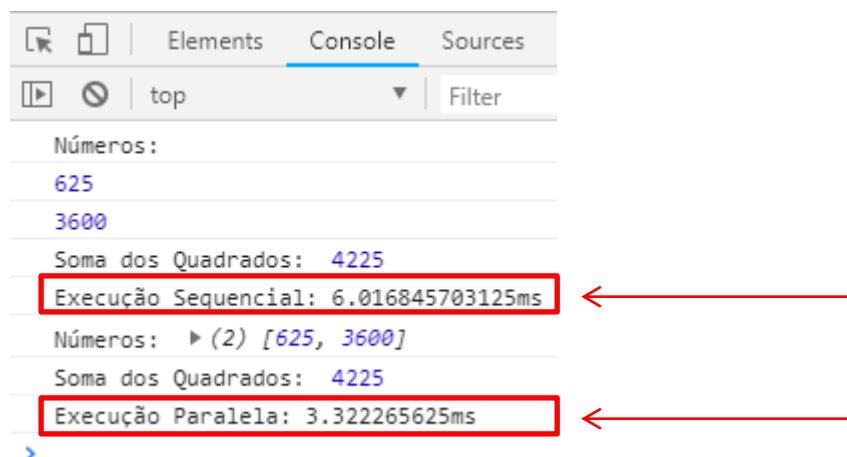 Elements Console Sources
top Filter
Números:
625
3600
Soma dos Quadrados: 4225
Execução Sequencial: 6.016845703125ms
Números: (2) [625, 3600]
Soma dos Quadrados: 4225
Execução Paralela: 3.322265625ms